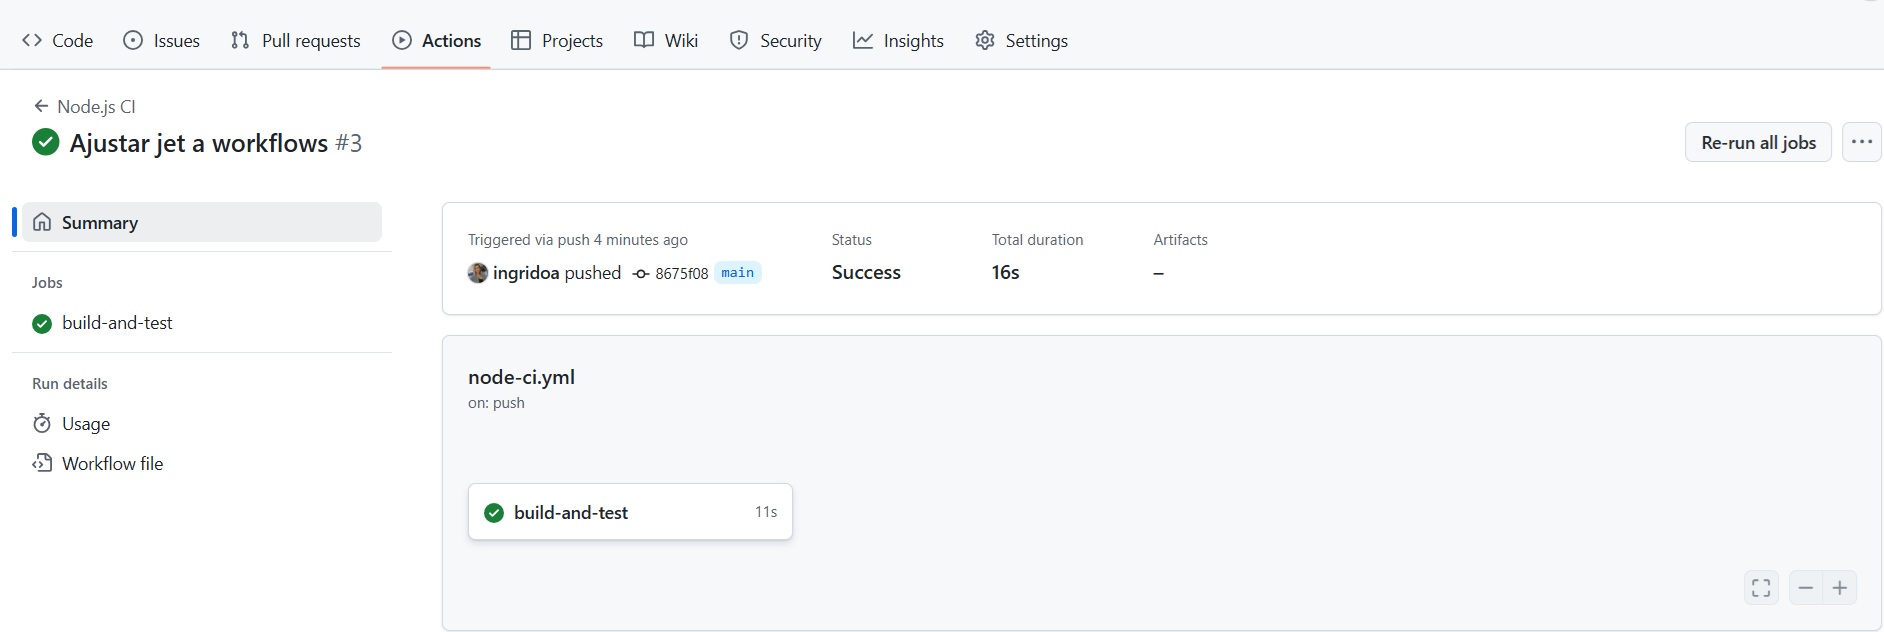 Code Issues Pull requests Actions Projects Wiki Security Insights Settings
Node.js CI
Ajustar jet a workflows #3
Re-run all jobs
Summary
Jobs
build-and-test
Run details
Usage
Workflow file
Triggered via push 4 minutes ago
ingridoa pushed 8675f08 main
Status
Success
Total duration
16s
Artifacts
–
node-ci.yml
on: push
build-and-test 11s